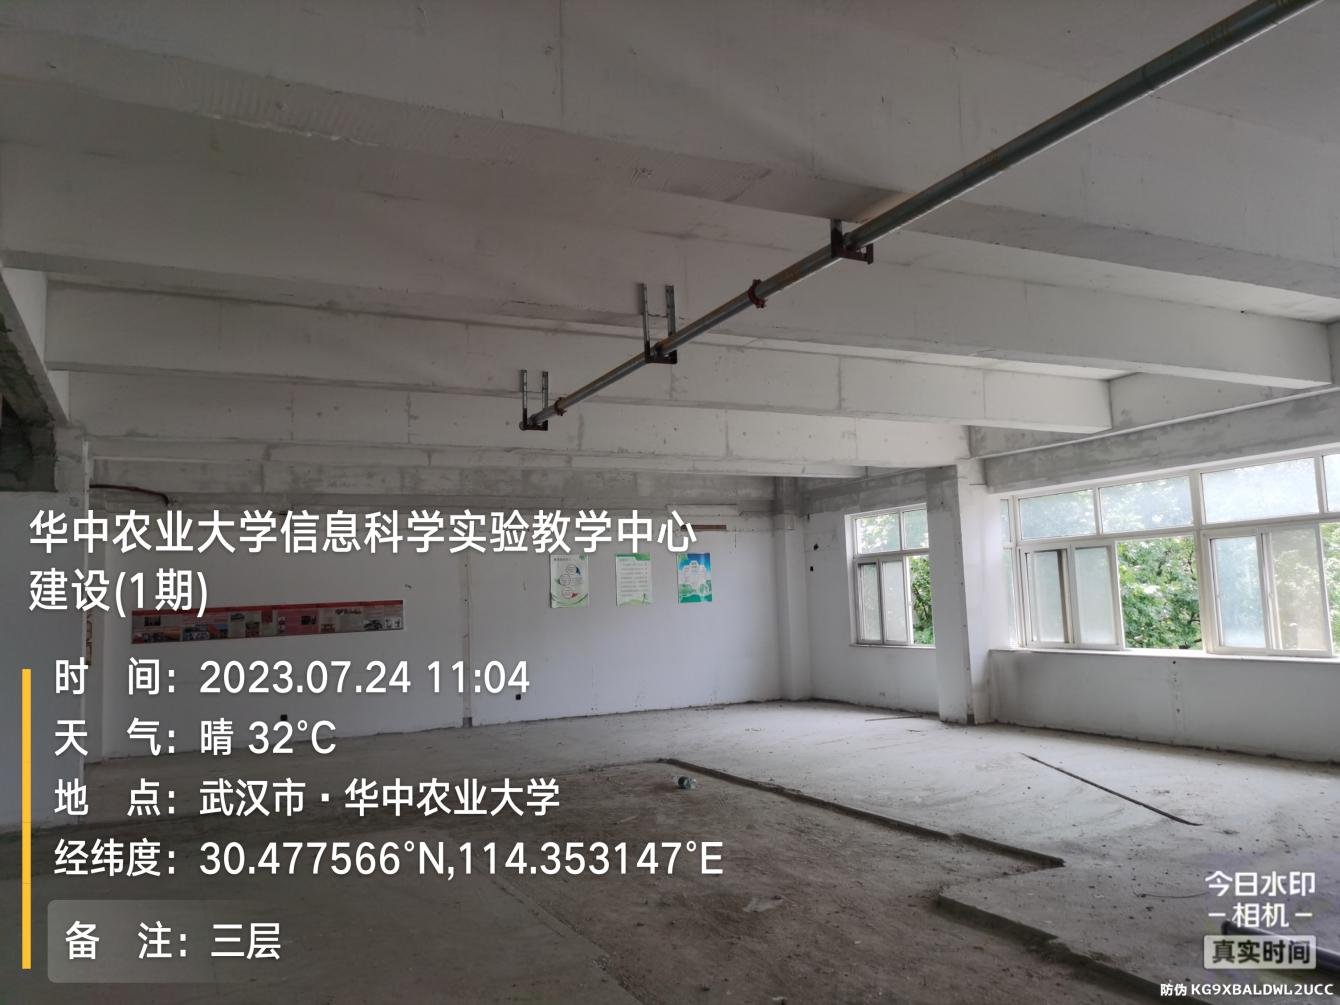 华中农业大学信息科学实验教学中心
建设(1期)
时 间：2023.07.24 11:04
天 气：晴 32°C
地 点：武汉市·华中农业大学
经纬度：30.477566°N,114.353147°E
备 注：三层
今日水印
-相机-
真实时间
防伪 KG9XBALDWL2UCC